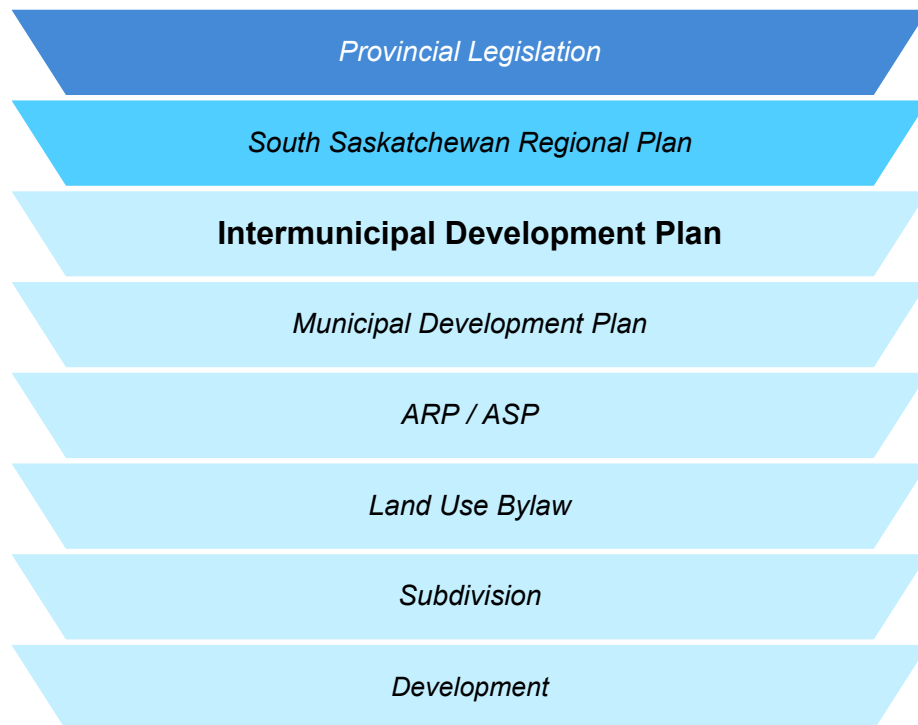 Provincial Legislation
South Saskatchewan Regional Plan
Intermunicipal Development Plan
Municipal Development Plan
ARP / ASP
Land Use Bylaw
Subdivision
Development